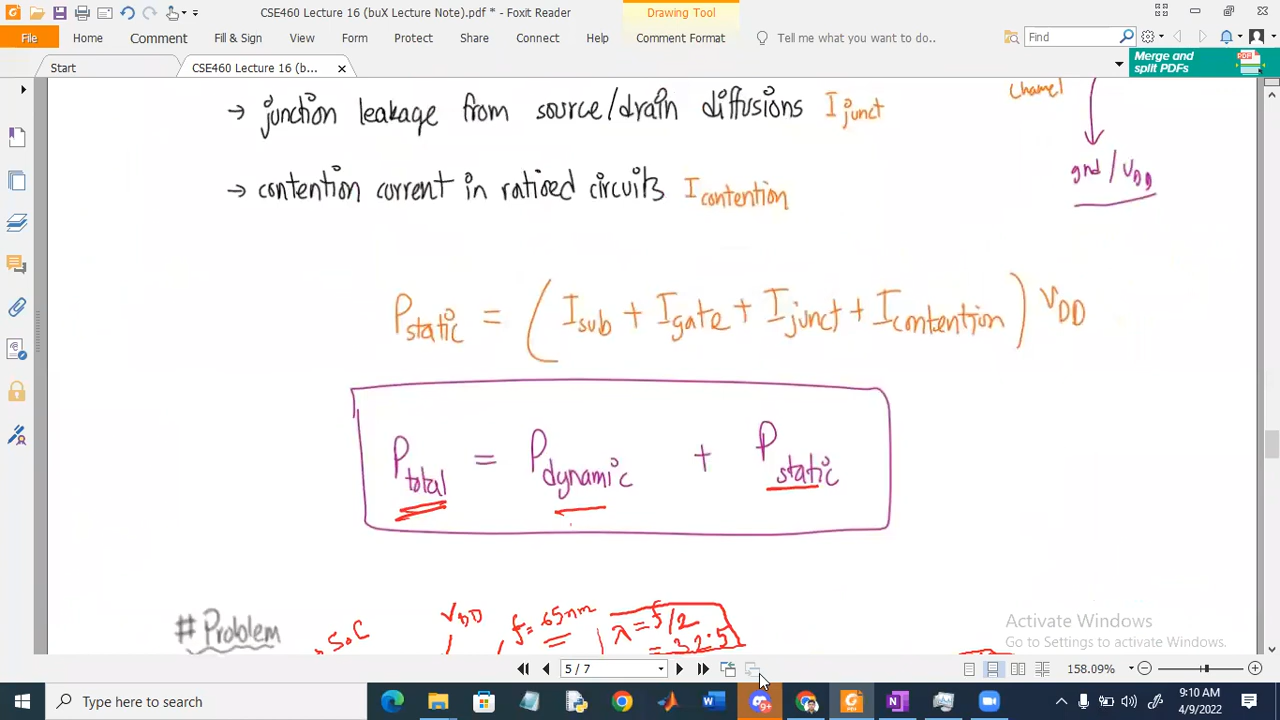 CSE460 Lecture 16 (buX Lecture Note).pdf * - Foxit Reader
Drawing Tool
File Home Comment Fill & Sign View Form Protect Share Connect Help Comment Format Tell me what you want to do.. Find
Start CSE460 Lecture 16 (b... Merge and split PDFs
channel
→ junction leakage from source/drain diffusions I junct
gnd / VDD
→ contention current in ratioed circuits I contention
P static = ( I sub + I gate + I junct + I contention ) VDD
P total = P dynamic + P static
VDD f = 65nm λ = f/2
# Problem SoC = 32.5
Activate Windows
Go to Settings to activate Windows.
5 / 7 158.09%
Type here to search 9+ 9:10 AM
4/9/2022